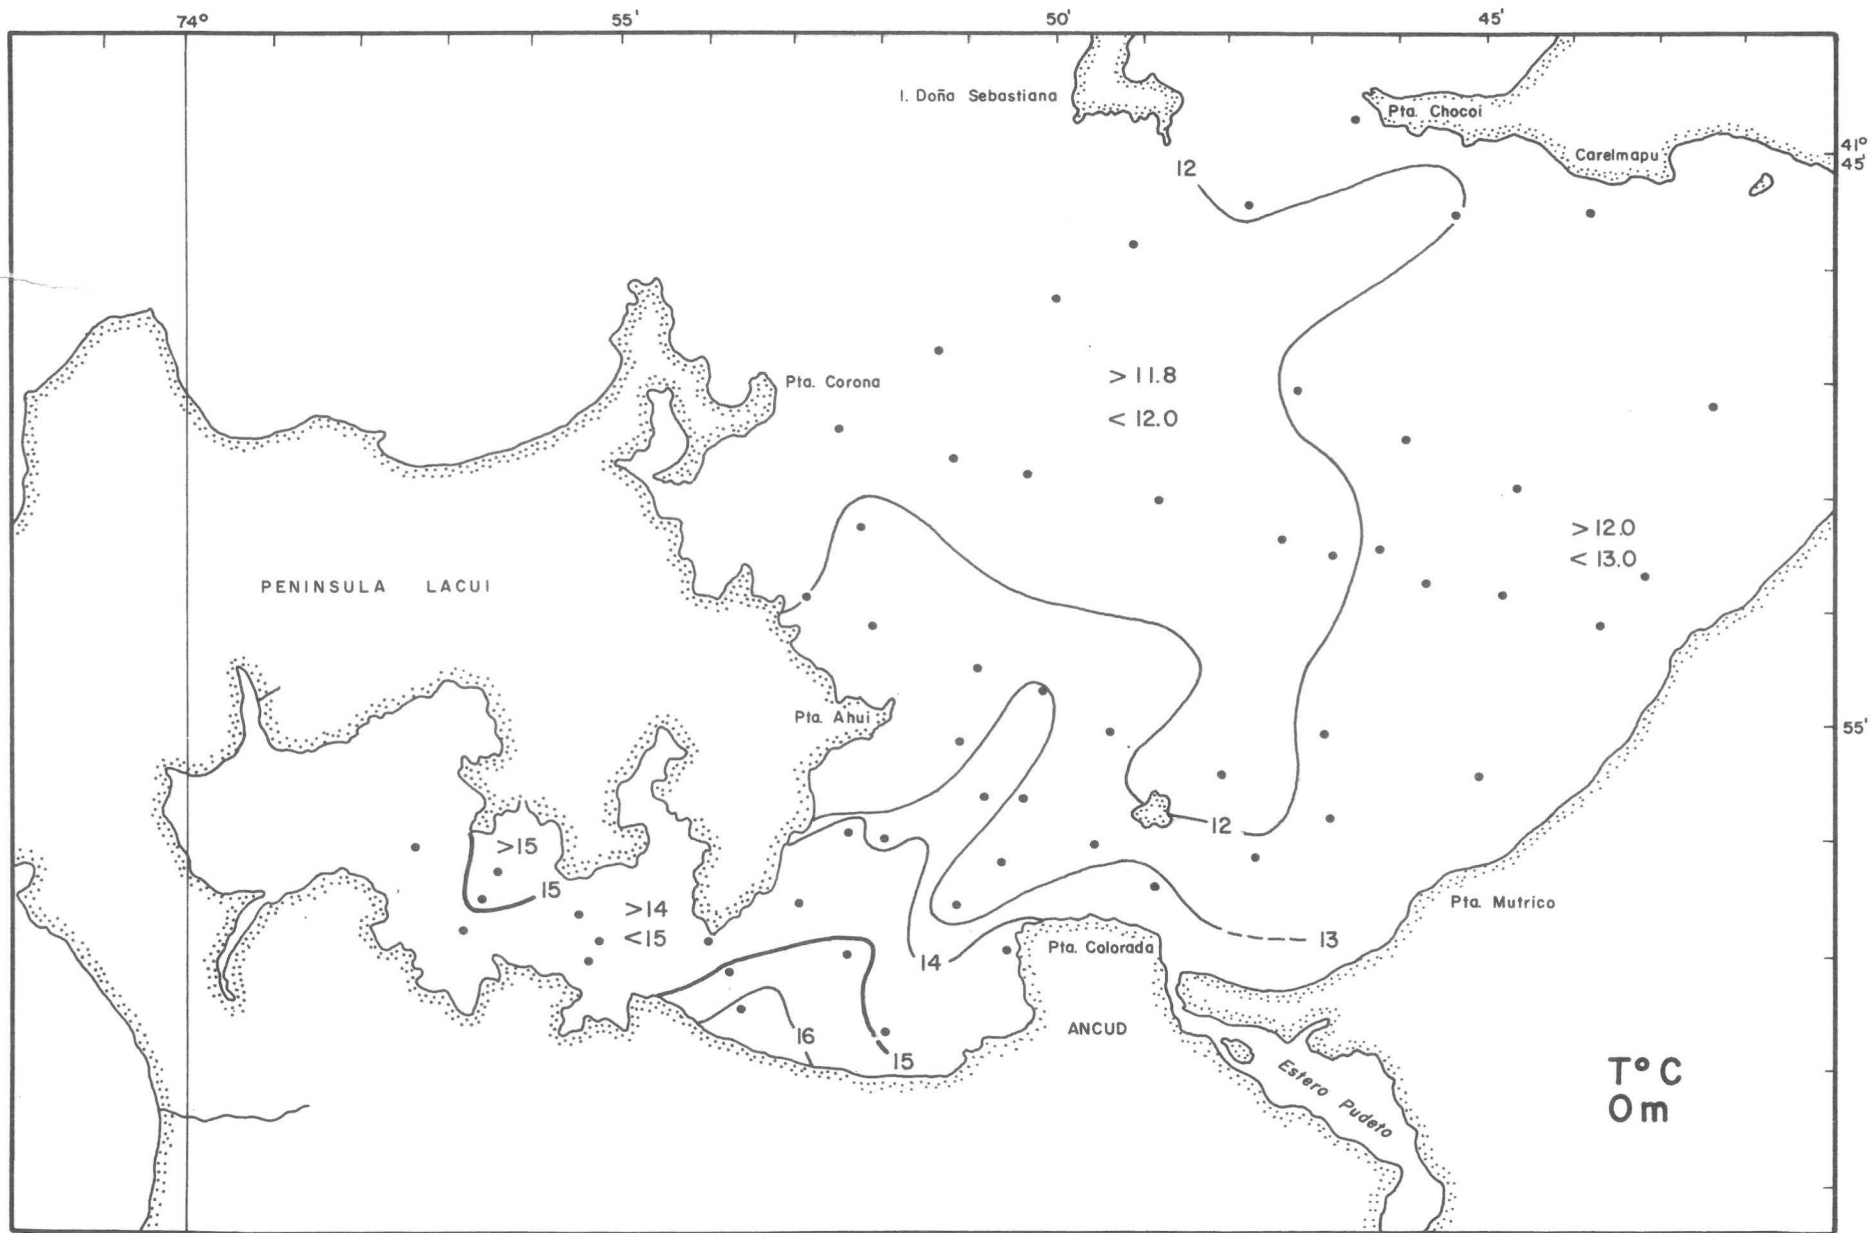 74° 55' 50' 45'
I. Doña Sebastiana
Pta. Chocoi
41°
45'
Carelmapu
12
> 11.8
< 12.0
Pta. Corona
> 12.0
< 13.0
PENINSULA LACUI
Pta. Ahui
55'
12
>15
15
>14
<15
14
13
Pta. Mutrico
Pta. Colorada
ANCUD
16
15
Estero Pudeto
T°C
Om